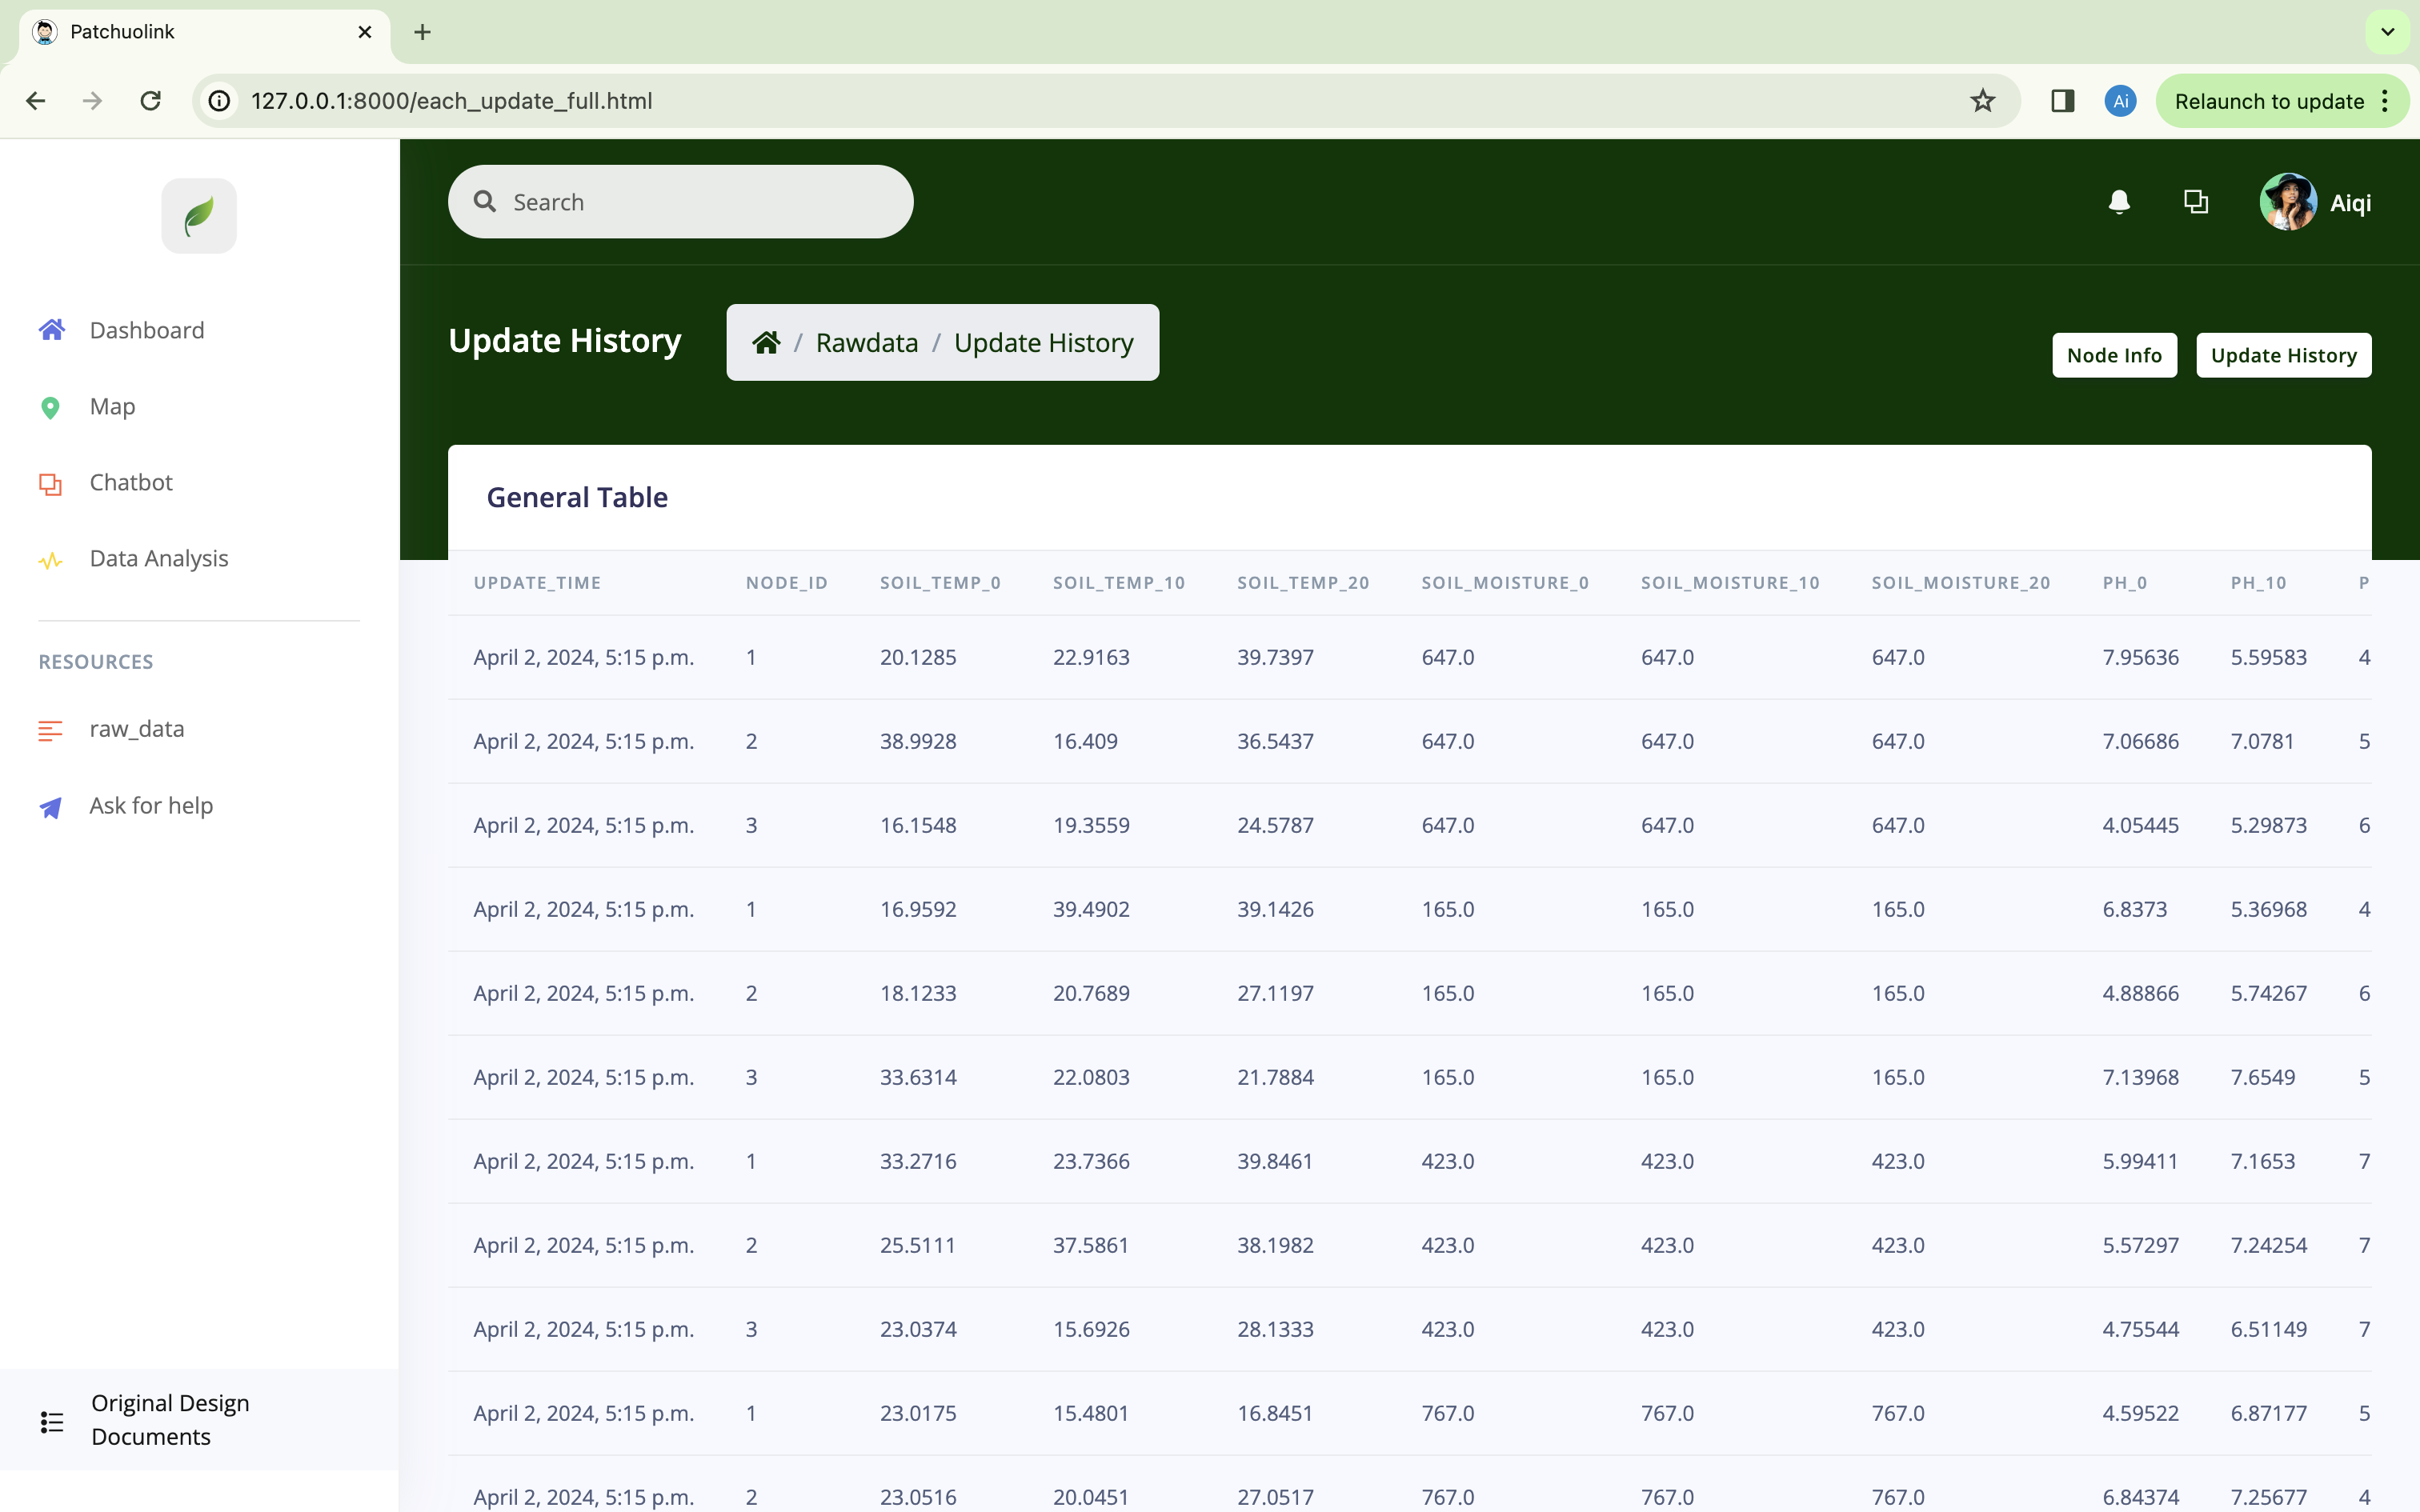 Patchuolink
127.0.0.1:8000/each_update_full.html
Ai
Relaunch to update
Dashboard
Map
Chatbot
Data Analysis
RESOURCES
raw_data
Ask for help
Original Design
Documents
Search
Aiqi
Update History
/ Rawdata / Update History
Node Info
Update History
General Table
UPDATE_TIME NODE_ID SOIL_TEMP_0 SOIL_TEMP_10 SOIL_TEMP_20 SOIL_MOISTURE_0 SOIL_MOISTURE_10 SOIL_MOISTURE_20 PH_0 PH_10 P
April 2, 2024, 5:15 p.m. 1 20.1285 22.9163 39.7397 647.0 647.0 647.0 7.95636 5.59583 4
April 2, 2024, 5:15 p.m. 2 38.9928 16.409 36.5437 647.0 647.0 647.0 7.06686 7.0781 5
April 2, 2024, 5:15 p.m. 3 16.1548 19.3559 24.5787 647.0 647.0 647.0 4.05445 5.29873 6
April 2, 2024, 5:15 p.m. 1 16.9592 39.4902 39.1426 165.0 165.0 165.0 6.8373 5.36968 4
April 2, 2024, 5:15 p.m. 2 18.1233 20.7689 27.1197 165.0 165.0 165.0 4.88866 5.74267 6
April 2, 2024, 5:15 p.m. 3 33.6314 22.0803 21.7884 165.0 165.0 165.0 7.13968 7.6549 5
April 2, 2024, 5:15 p.m. 1 33.2716 23.7366 39.8461 423.0 423.0 423.0 5.99411 7.1653 7
April 2, 2024, 5:15 p.m. 2 25.5111 37.5861 38.1982 423.0 423.0 423.0 5.57297 7.24254 7
April 2, 2024, 5:15 p.m. 3 23.0374 15.6926 28.1333 423.0 423.0 423.0 4.75544 6.51149 7
April 2, 2024, 5:15 p.m. 1 23.0175 15.4801 16.8451 767.0 767.0 767.0 4.59522 6.87177 5
April 2, 2024, 5:15 p.m. 2 23.0516 20.0451 27.0517 767.0 767.0 767.0 6.84374 7.25677 4